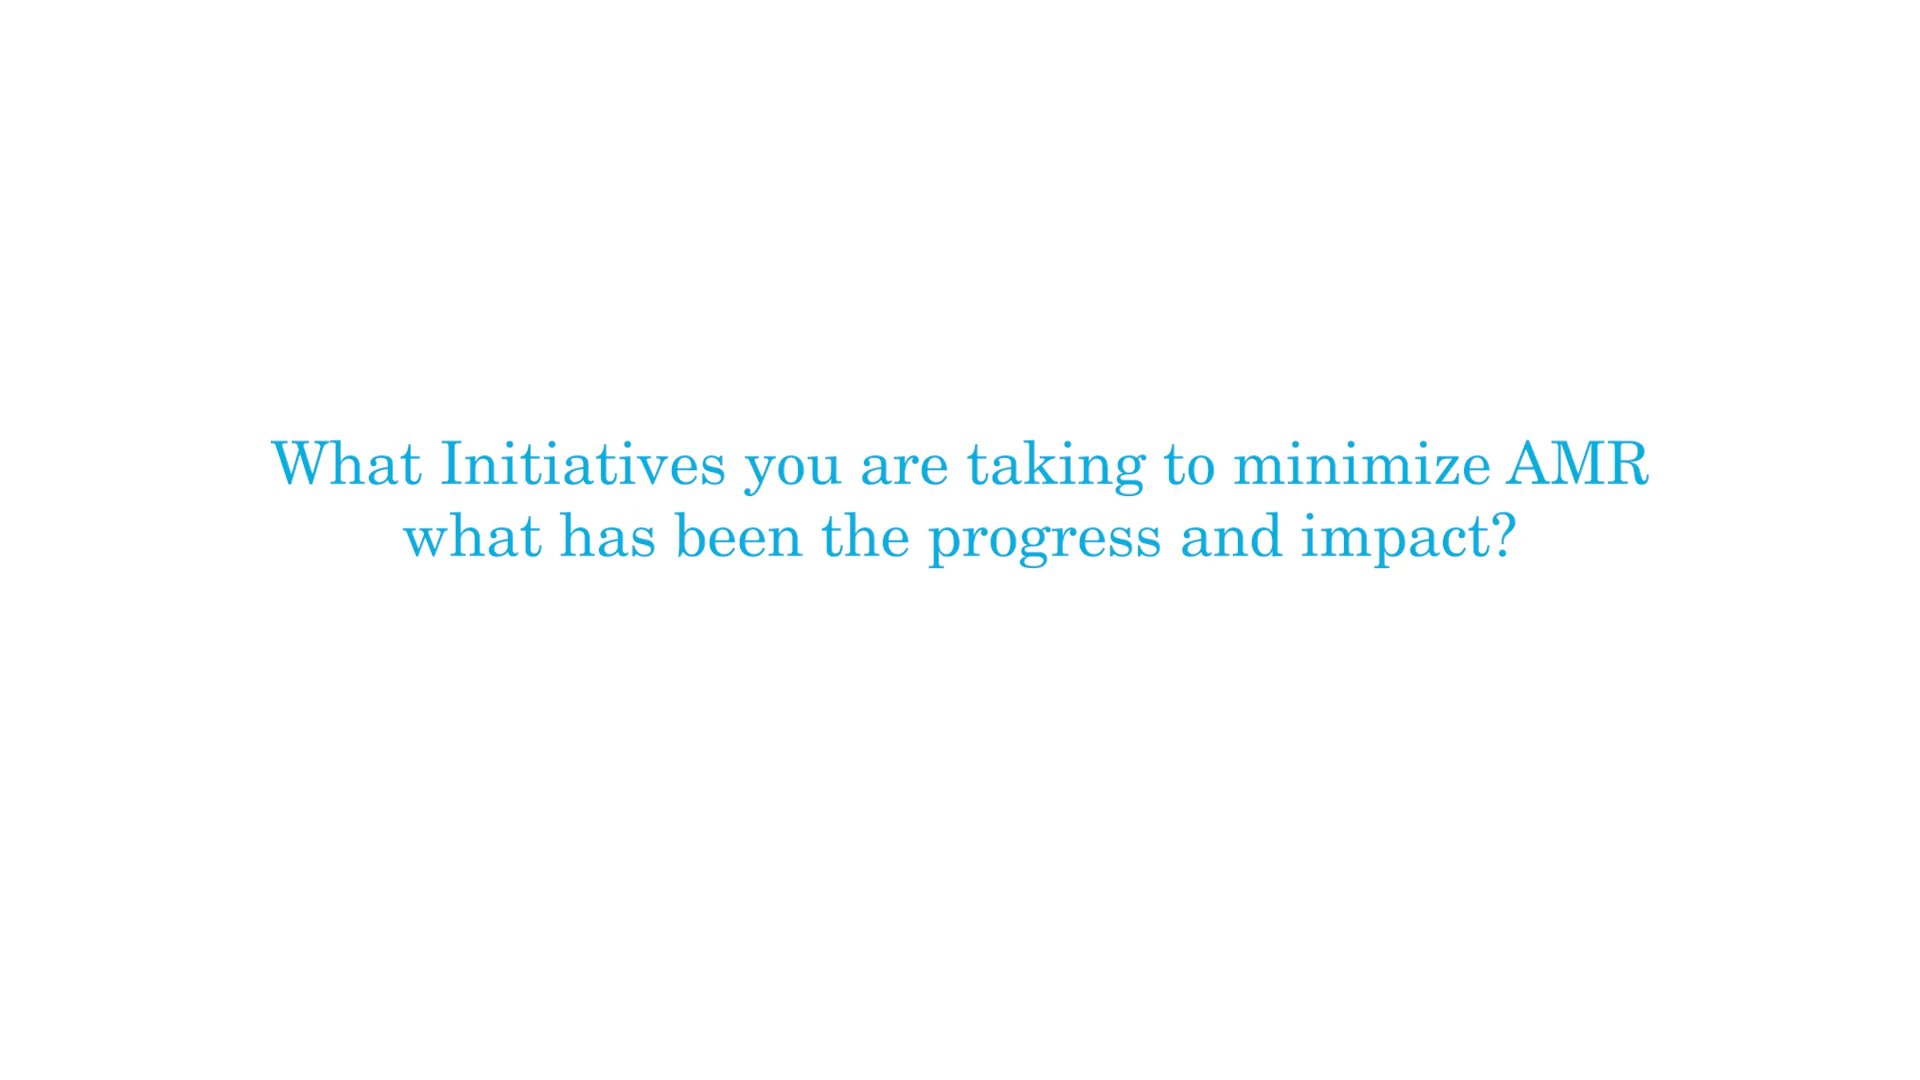 What Initiatives you are taking to minimize AMR
what has been the progress and impact?